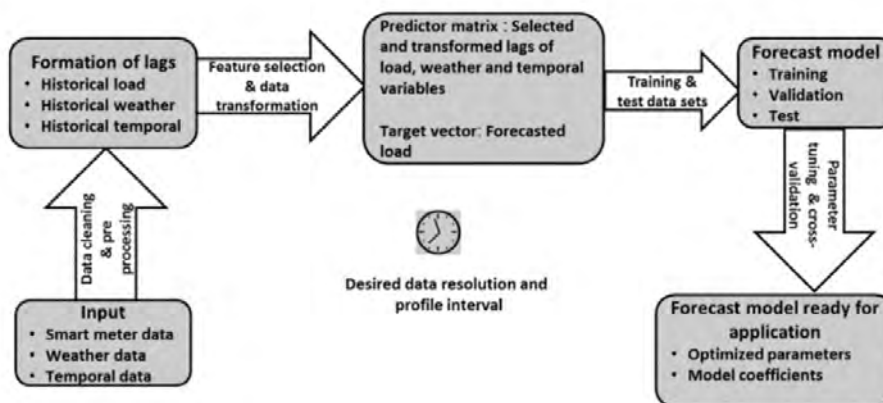 Input
• Smart meter data
• Weather data
• Temporal data
Data cleaning
& pre
processing
Formation of lags
• Historical load
• Historical weather
• Historical temporal
Feature selection
& data
transformation
Predictor matrix : Selected
and transformed lags of
load, weather and temporal
variables
Target vector: Forecasted
load
Training &
test data sets
Forecast model
• Training
• Validation
• Test
Parameter
tuning & cross-
validation
Forecast model ready for
application
• Optimized parameters
• Model coefficients
Desired data resolution and
profile interval